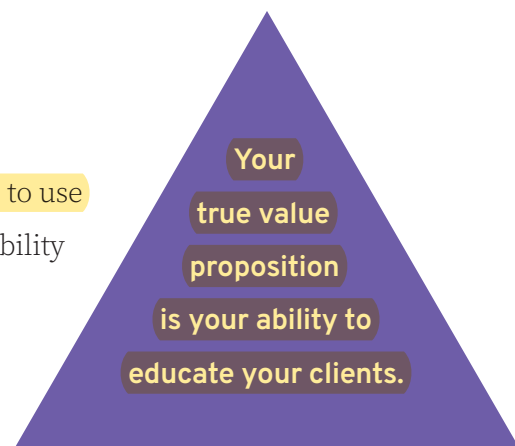 to use
bility
Your
true value
proposition
is your ability to
educate your clients.